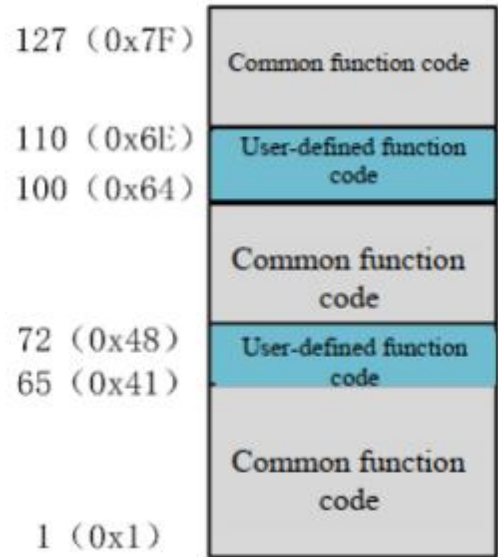 127（0x7F）
Common function code
110（0x6E）
User-defined function
code
100（0x64）
Common function
code
72（0x48）
User-defined function
code
65（0x41）
Common function
code
1（0x1）